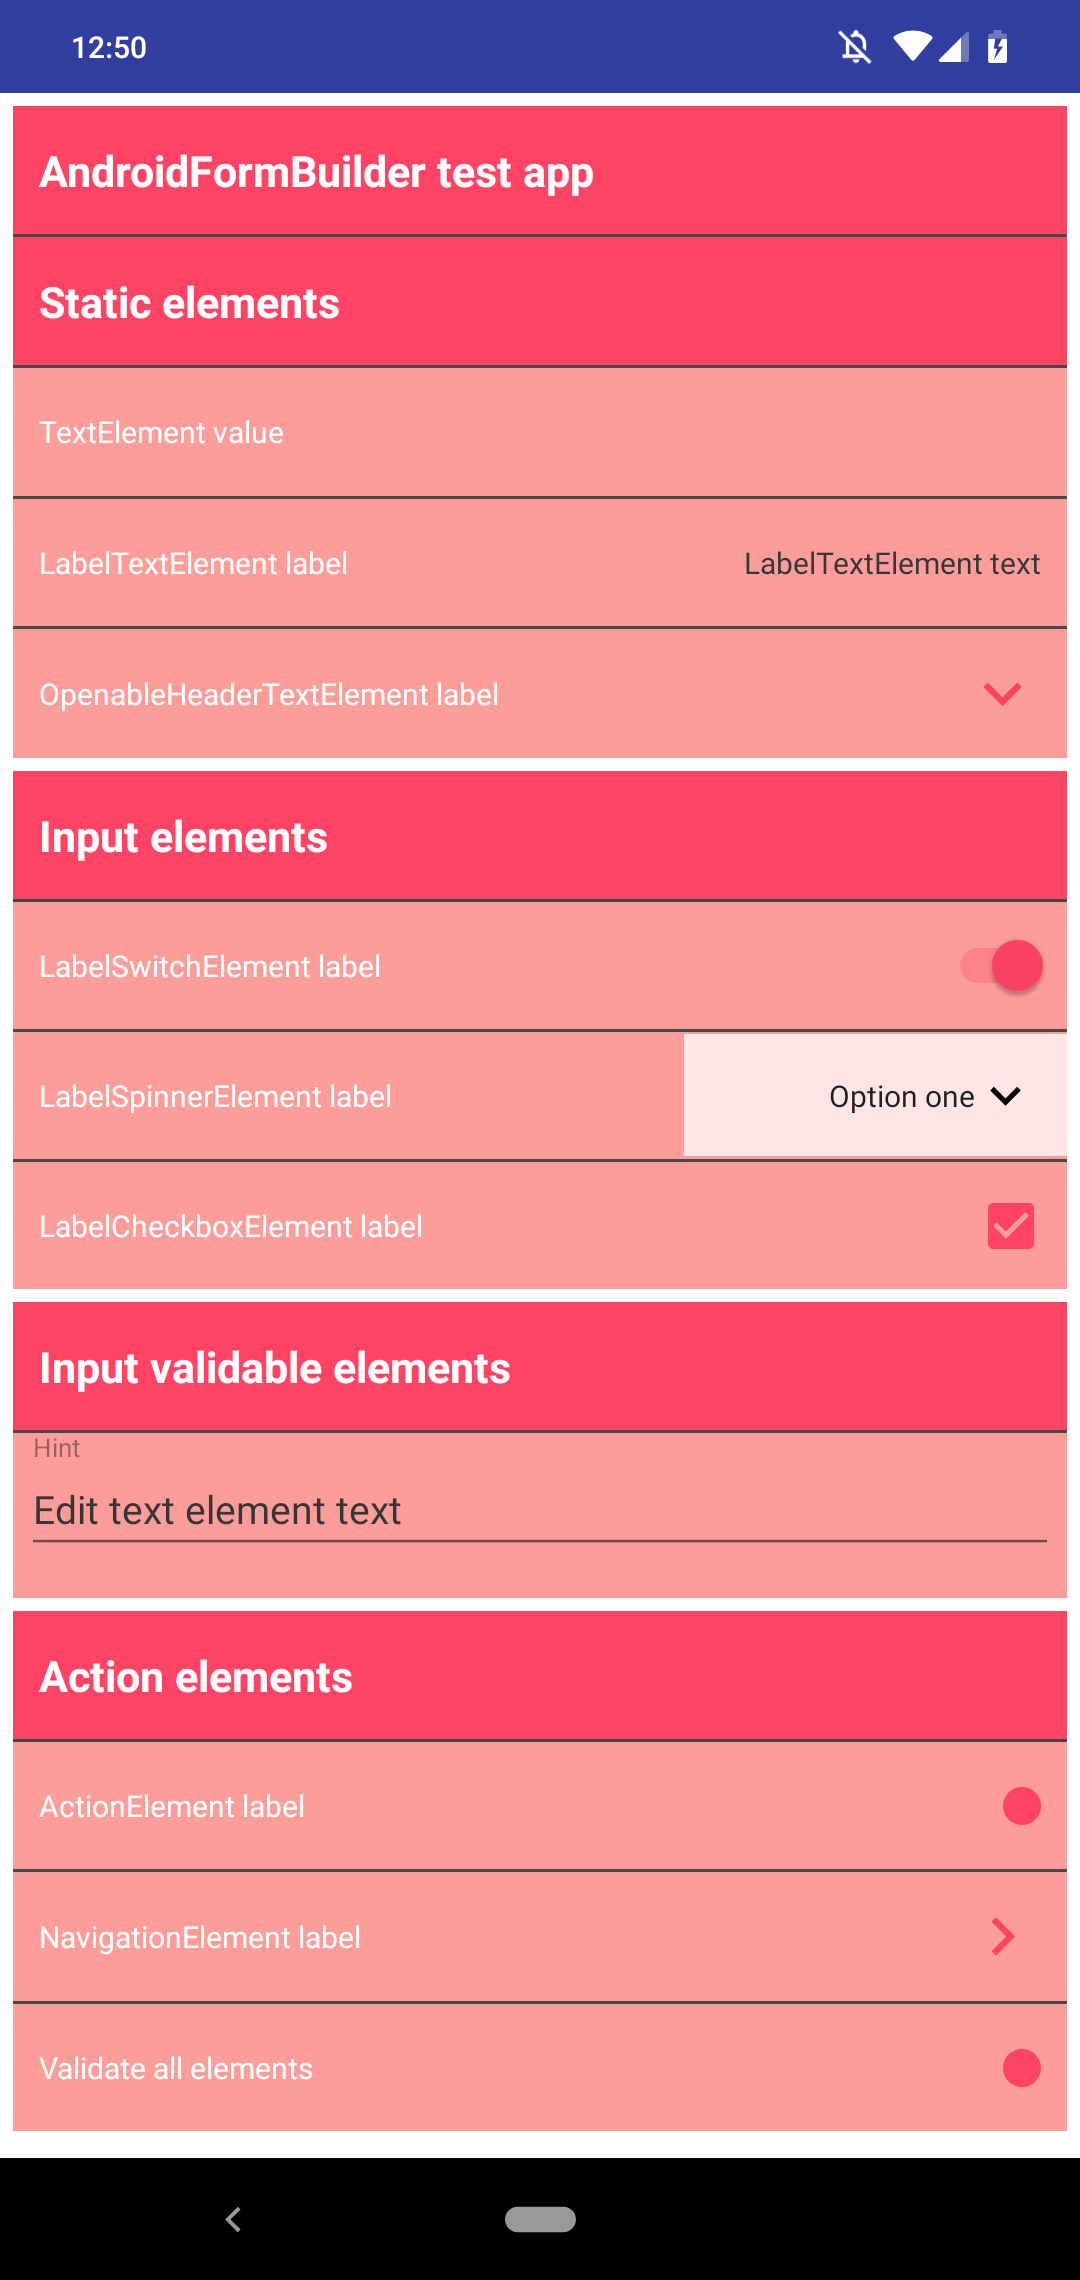 12:50
AndroidFormBuilder test app
Static elements
TextElement value
LabelTextElement label LabelTextElement text
OpenableHeaderTextElement label
Input elements
LabelSwitchElement label
LabelSpinnerElement label Option one
LabelCheckboxElement label
Input validable elements
Hint
Edit text element text
Action elements
ActionElement label
NavigationElement label
Validate all elements